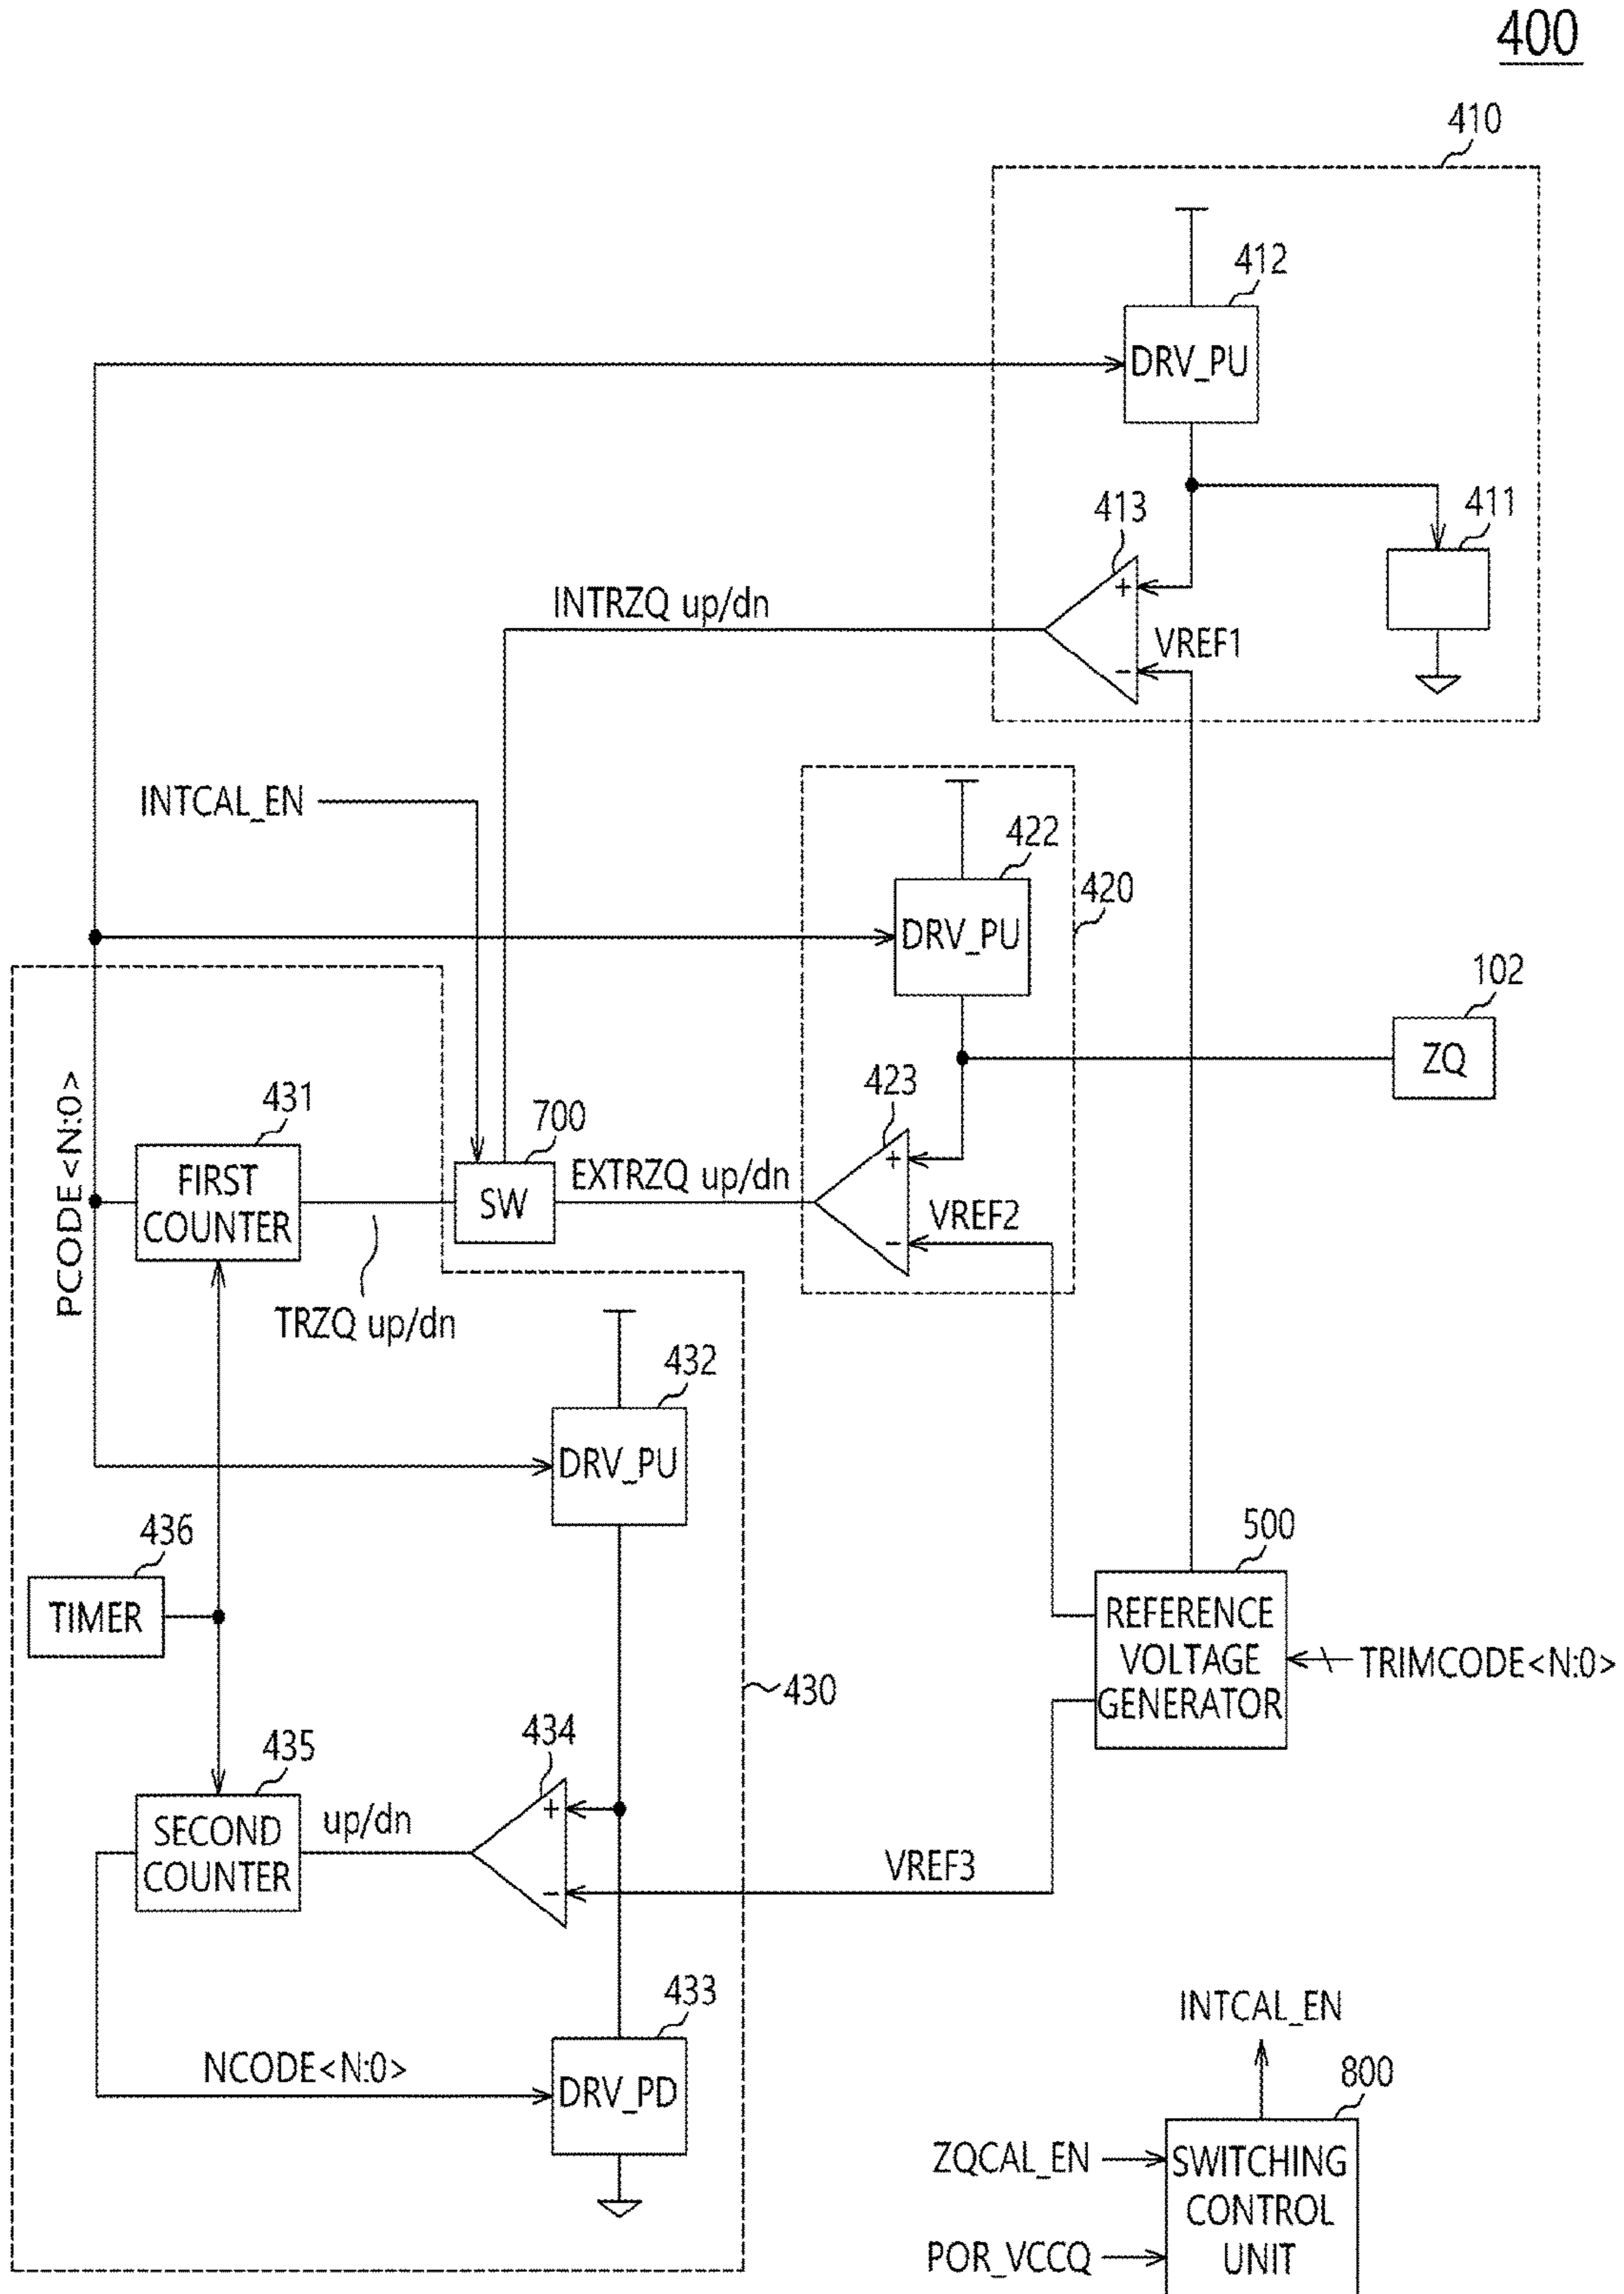 400
410
412
DRV_PU
413
411
INTRZQ up/dn
+
VREF1
−
INTCAL_EN
422
420
DRV_PU
102
ZQ
423
431
700
PCODE<N:0>
FIRST
COUNTER
SW
EXTRZQ up/dn
+
VREF2
−
TRZQ up/dn
432
DRV_PU
436
TIMER
500
REFERENCE
VOLTAGE
GENERATOR
TRIMCODE<N:0>
430
434
435
SECOND
COUNTER
up/dn
+
−
VREF3
433
NCODE<N:0>
DRV_PD
INTCAL_EN
800
ZQCAL_EN
POR_VCCQ
SWITCHING
CONTROL
UNIT